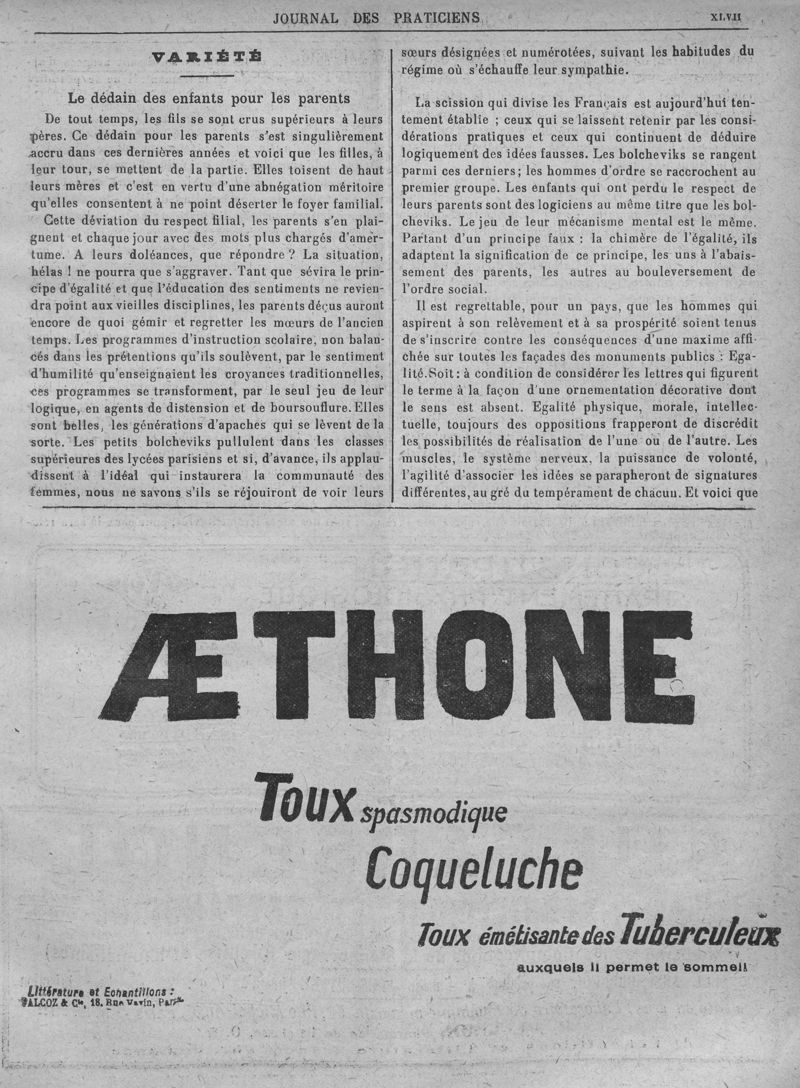 JOURNAL DES PRATICIENS
XLVII
VARIÉTÉ
Le dédain des enfants pour les parents
De tout temps, les fils se sont crus supérieurs à leurs
pères. Ce dédain pour les parents s'est singulièrement
accru dans ces dernières années et voici que les filles, à
leur tour, se mettent de la partie. Elles toisent de haut
leurs mères et c'est en vertu d'une abnégation méritoire
qu'elles consentent à ne point déserter le foyer familial.
Cette déviation du respect filial, les parents s'en plai-
gnent et chaque jour avec des mots plus chargés d'amer-
tume. A leurs doléances, que répondre ? La situation,
hélas ! ne pourra que s'aggraver. Tant que sévira le prin-
cipe d'égalité et que l'éducation des sentiments ne revien-
dra point aux vieilles disciplines, les parents déçus auront
encore de quoi gémir et regretter les mœurs de l'ancien
temps. Les programmes d'instruction scolaire, non balan-
cés dans les prétentions qu'ils soulèvent, par le sentiment
d'humilité qu'enseignaient les croyances traditionnelles,
ces programmes se transforment, par le seul jeu de leur
logique, en agents de distension et de boursouflure. Elles
sont belles, les générations d'apaches qui se lèvent de la
sorte. Les petits bolcheviks pullulent dans les classes
supérieures des lycées parisiens et si, d'avance, ils applau-
dissent à l'idéal qui instaurera la communauté des
femmes, nous ne savons s'ils se réjouiront de voir leurs
sœurs désignées et numérotées, suivant les habitudes du
régime où s'échauffe leur sympathie.
La scission qui divise les Français est aujourd'hui ten-
tement établie ; ceux qui se laissent retenir par les consi-
dérations pratiques et ceux qui continuent de déduire
logiquement des idées fausses. Les bolcheviks se rangent
parmi ces derniers ; les hommes d'ordre se raccrochent au
premier groupe. Les enfants qui ont perdu le respect de
leurs parents sont des logiciens au même titre que les bol-
cheviks. Le jeu de leur mécanisme mental est le même.
Partant d'un principe faux : la chimère de l'égalité, ils
adaptent la signification de ce principe, les uns à l'abais-
sement des parents, les autres au bouleversement de
l'ordre social.
Il est regrettable, pour un pays, que les hommes qui
aspirent à son relèvement et à sa prospérité soient tenus
de s'inscrire contre les conséquences d'une maxime affi-
chée sur toutes les façades des monuments publics : Ega-
lité. Soit : à condition de considérer les lettres qui figurent
le terme à la façon d'une ornementation décorative dont
le sens est absent. Egalité physique, morale, intellec-
tuelle, toujours des oppositions frapperont de discrédit
les possibilités de réalisation de l'une ou de l'autre. Les
muscles, le système nerveux, la puissance de volonté,
l'agilité d'associer les idées se parapheront de signatures
différentes, au gré du tempérament de chacun. Et voici que
ÆTHONE
Toux spasmodique
Coqueluche
Toux émétisante des Tuberculeux
auxquels il permet le sommeil
Littérature et Echantillons :
FALCOZ & Cie, 18, Rue Vavin, Paris